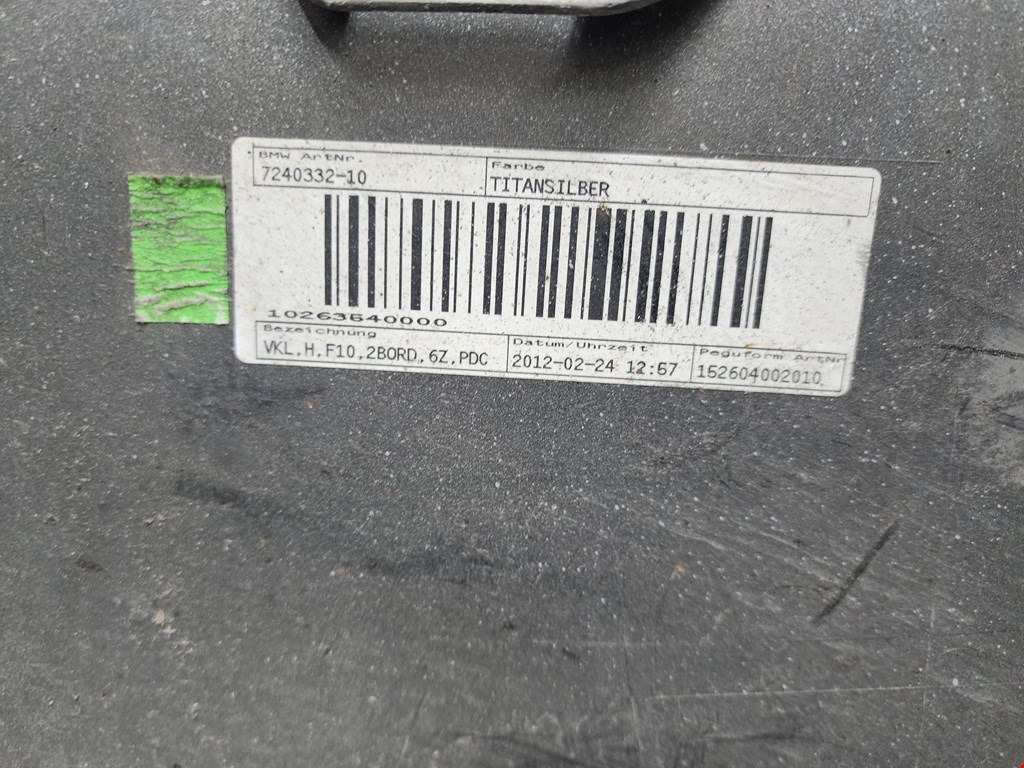 BMW ArtNr.
7240332-10
Farbe
TITANSILBER
10263540000
Bezeichnung
VKL,H,F10,2BORD,6Z,PDC
Datum/Uhrzeit
2012-02-24 12:57
Peguform ArtNr
152604002010